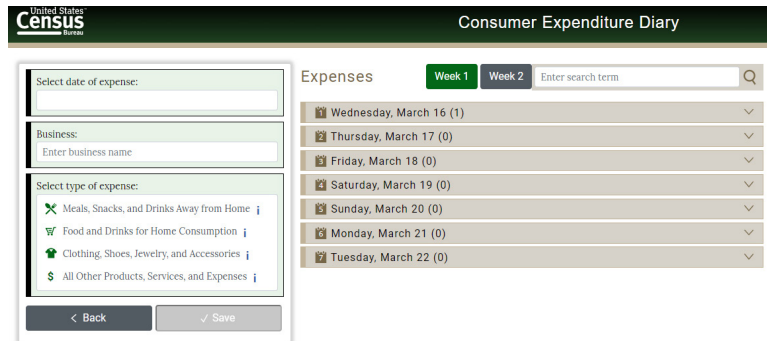 United States™
Census
Bureau
Consumer Expenditure Diary
Select date of expense:
Business:
Enter business name
Select type of expense:
Meals, Snacks, and Drinks Away from Home i
Food and Drinks for Home Consumption i
Clothing, Shoes, Jewelry, and Accessories i
$ All Other Products, Services, and Expenses i
< Back
✓ Save
Expenses
Week 1
Week 2
Enter search term
1 Wednesday, March 16 (1)
2 Thursday, March 17 (0)
3 Friday, March 18 (0)
4 Saturday, March 19 (0)
5 Sunday, March 20 (0)
6 Monday, March 21 (0)
7 Tuesday, March 22 (0)